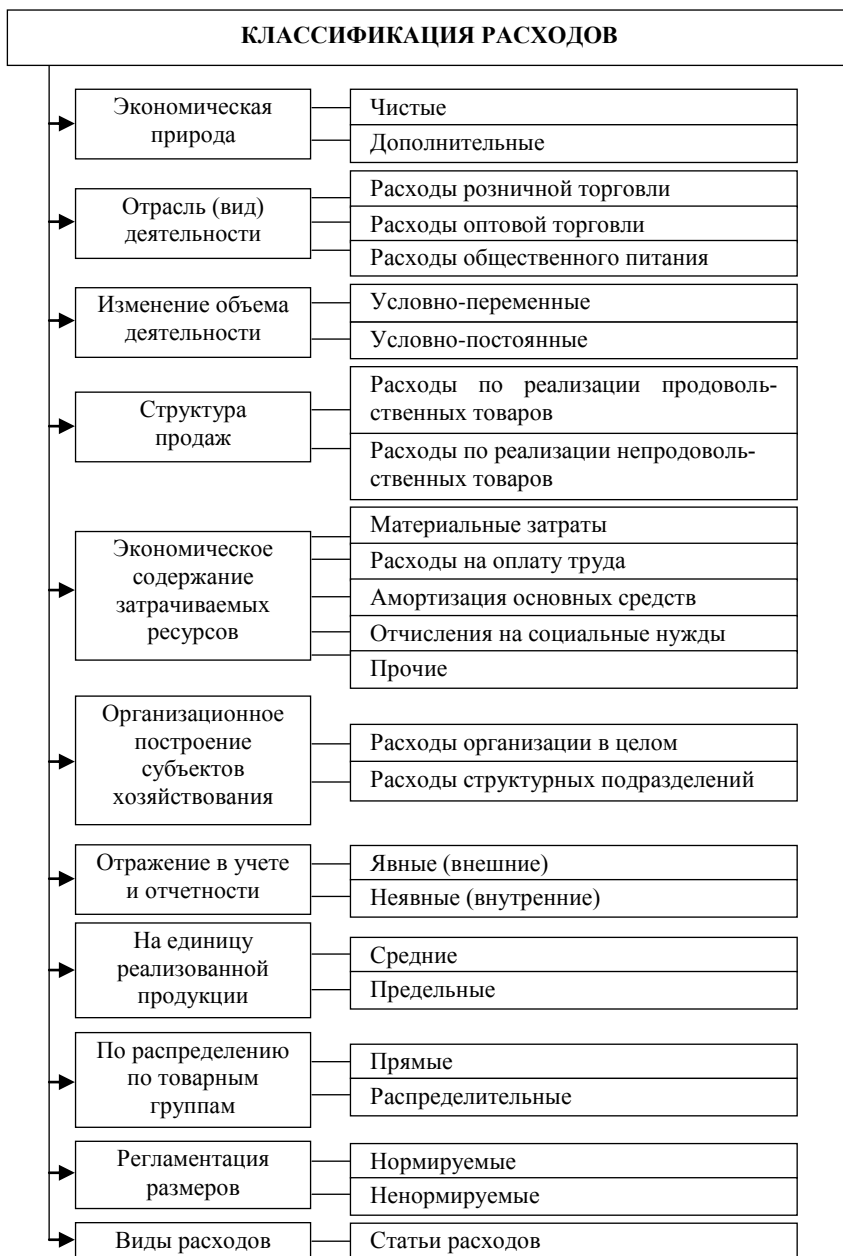 КЛАССИФИКАЦИЯ РАСХОДОВ
Экономическая
природа
Чистые
Дополнительные
Отрасль (вид)
деятельности
Расходы розничной торговли
Расходы оптовой торговли
Расходы общественного питания
Изменение объема
деятельности
Условно-переменные
Условно-постоянные
Структура
продаж
Расходы по реализации продоволь-
ственных товаров
Расходы по реализации непродоволь-
ственных товаров
Экономическое
содержание
затрачиваемых
ресурсов
Материальные затраты
Расходы на оплату труда
Амортизация основных средств
Отчисления на социальные нужды
Прочие
Организационное
построение
субъектов
хозяйствования
Расходы организации в целом
Расходы структурных подразделений
Отражение в учете
и отчетности
Явные (внешние)
Неявные (внутренние)
На единицу
реализованной
продукции
Средние
Предельные
По распределению
по товарным
группам
Прямые
Распределительные
Регламентация
размеров
Нормируемые
Ненормируемые
Виды расходов
Статьи расходов